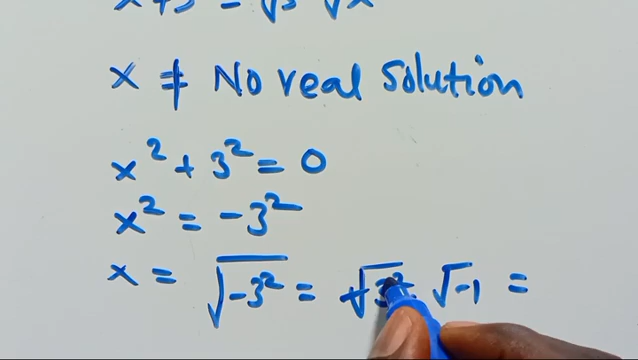 x ≠ No real solution
x² + 3² = 0
x² = -3²
x = √-3² = √3² √-1 =